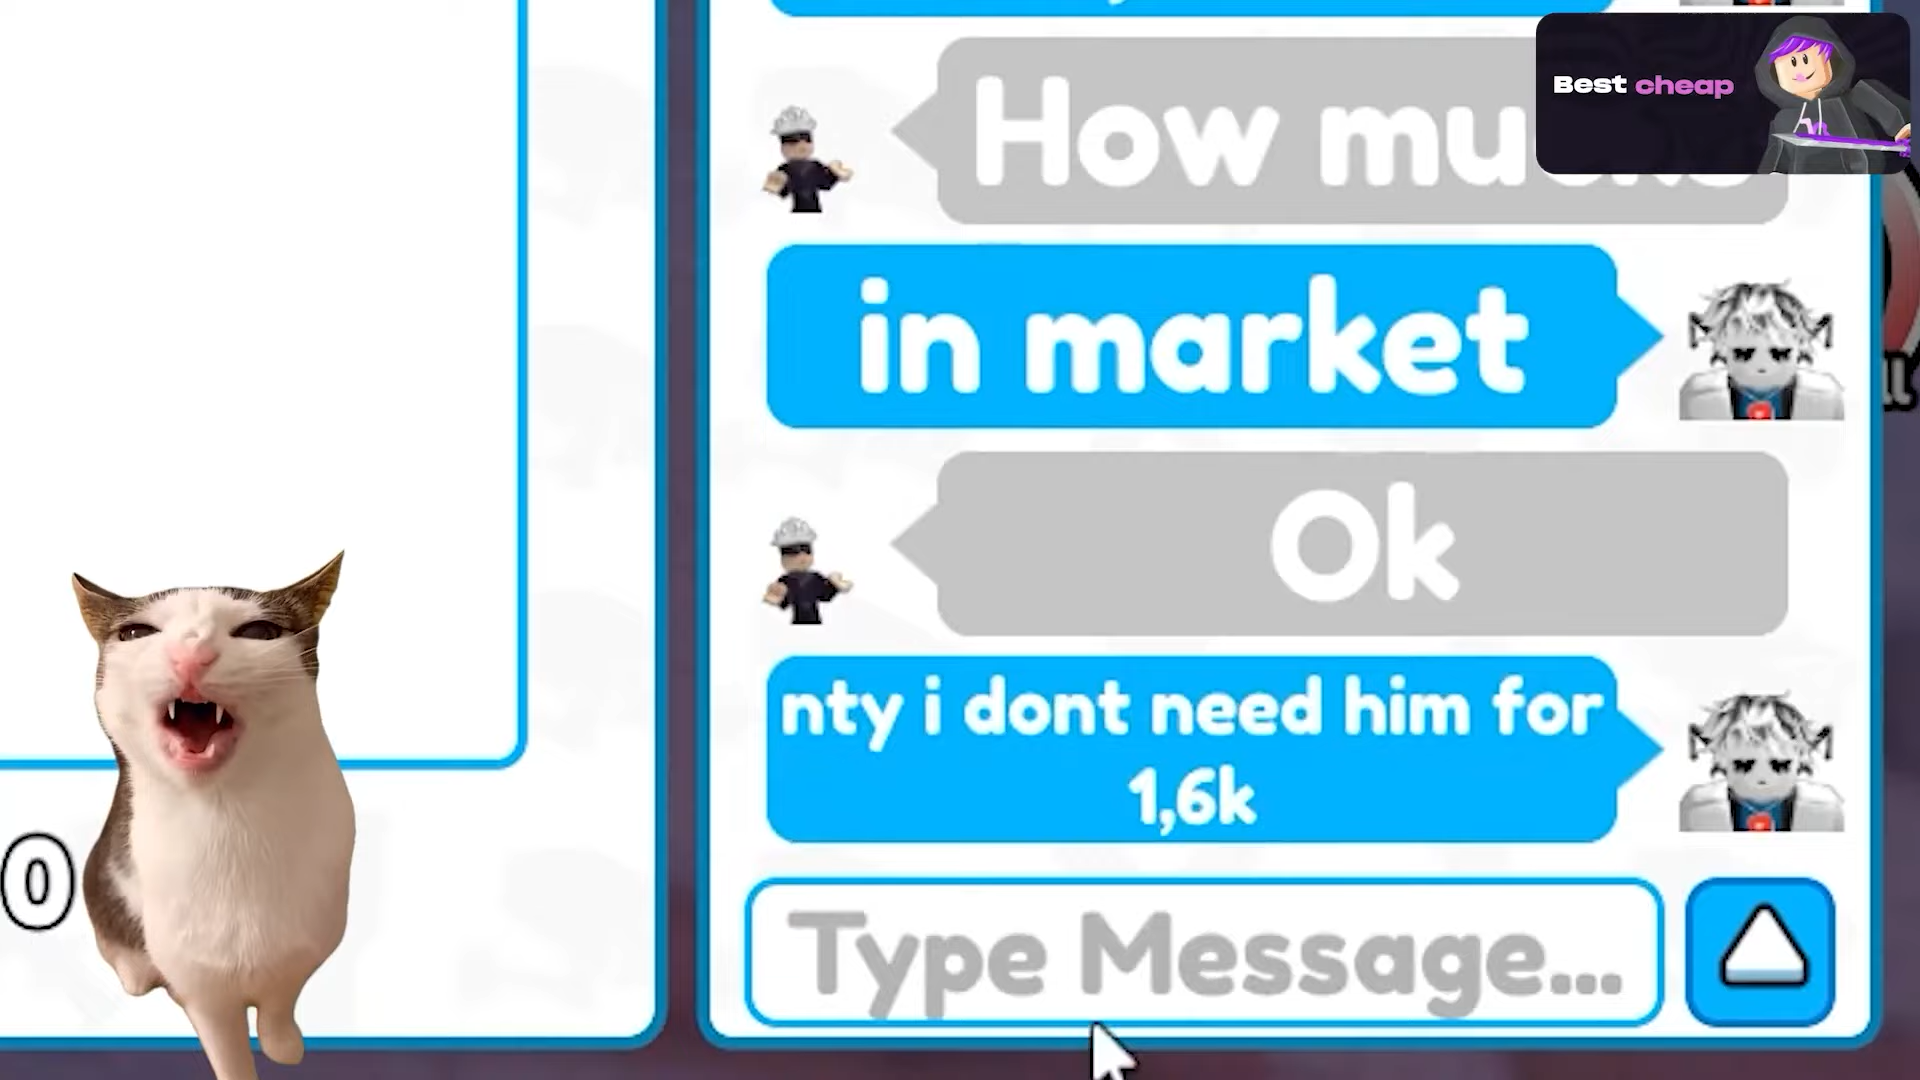 Best cheap
How mu
in market
Ok
nty i dont need him for
1,6k
0
Type Message...